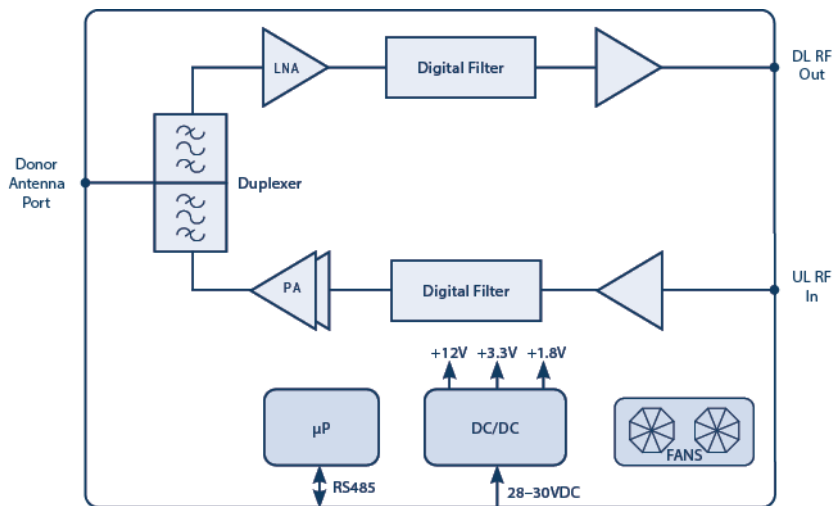 LNA
Digital Filter
DL RF
Out
Donor
Antenna
Port
Duplexer
PA
Digital Filter
UL RF
In
+12V
+3.3V
+1.8V
μP
DC/DC
FANS
RS485
28–30VDC